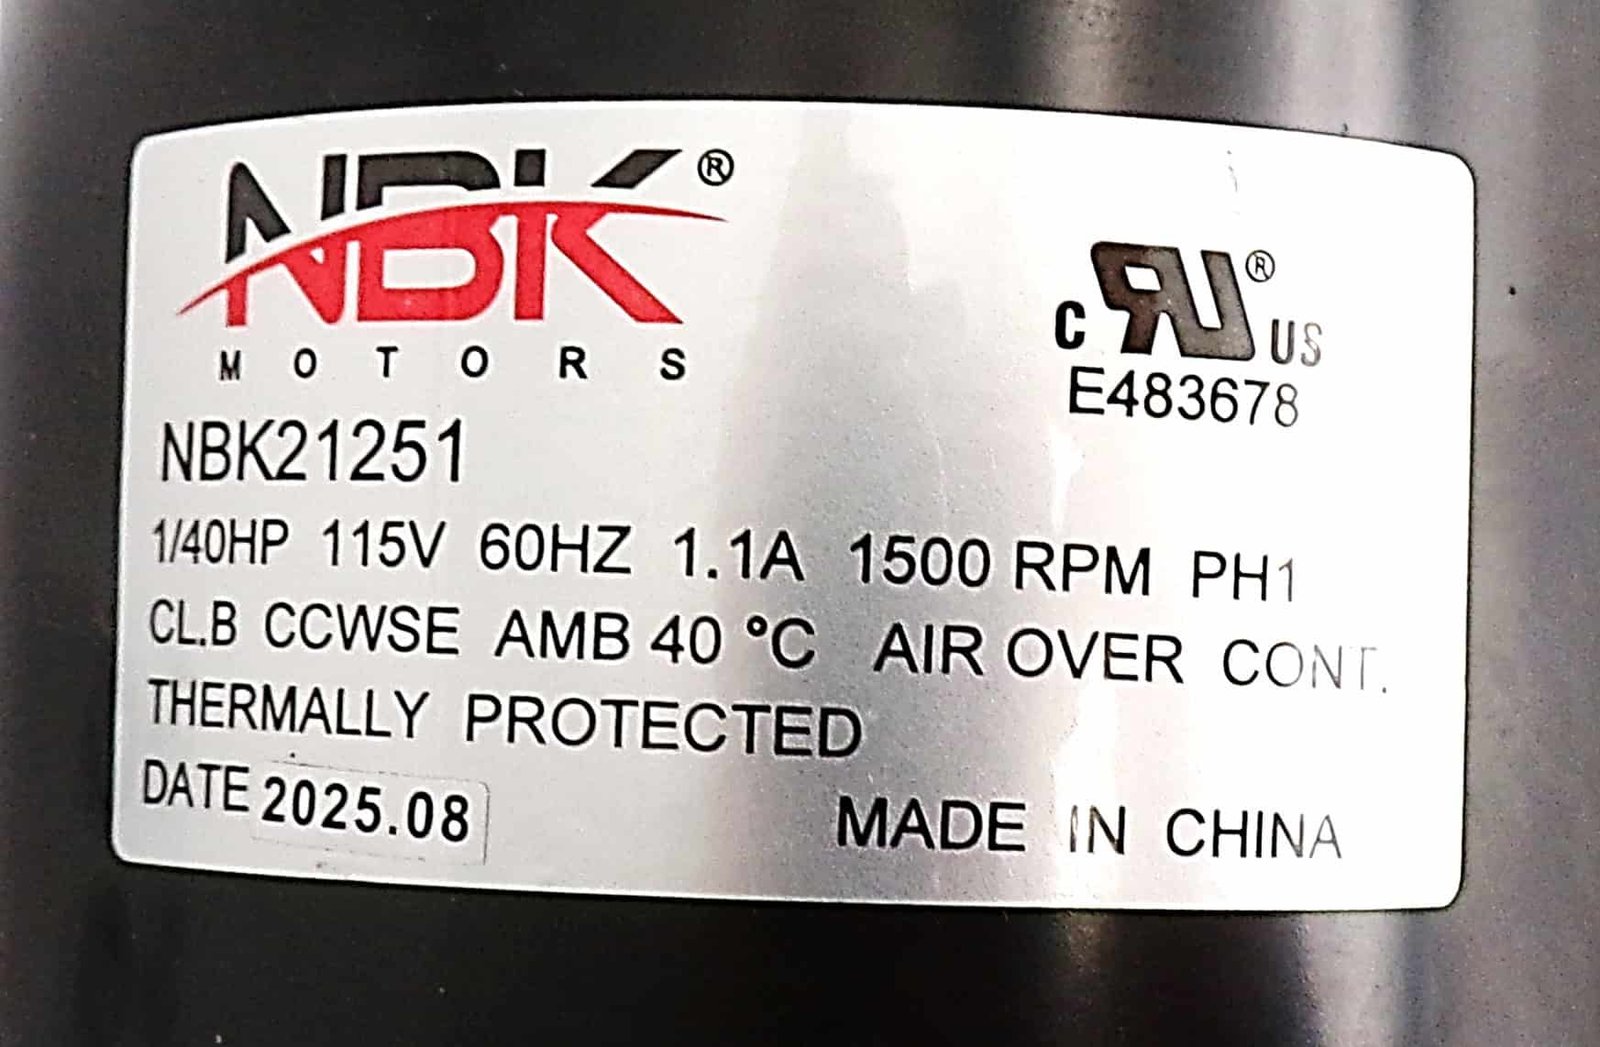 NBK®
MOTORS
C RU® US
E483678
NBK21251
1/40HP 115V 60HZ 1.1A 1500 RPM PH1
CL.B CCWSE AMB 40 °C AIR OVER CONT.
THERMALLY PROTECTED
DATE 2025.08
MADE IN CHINA